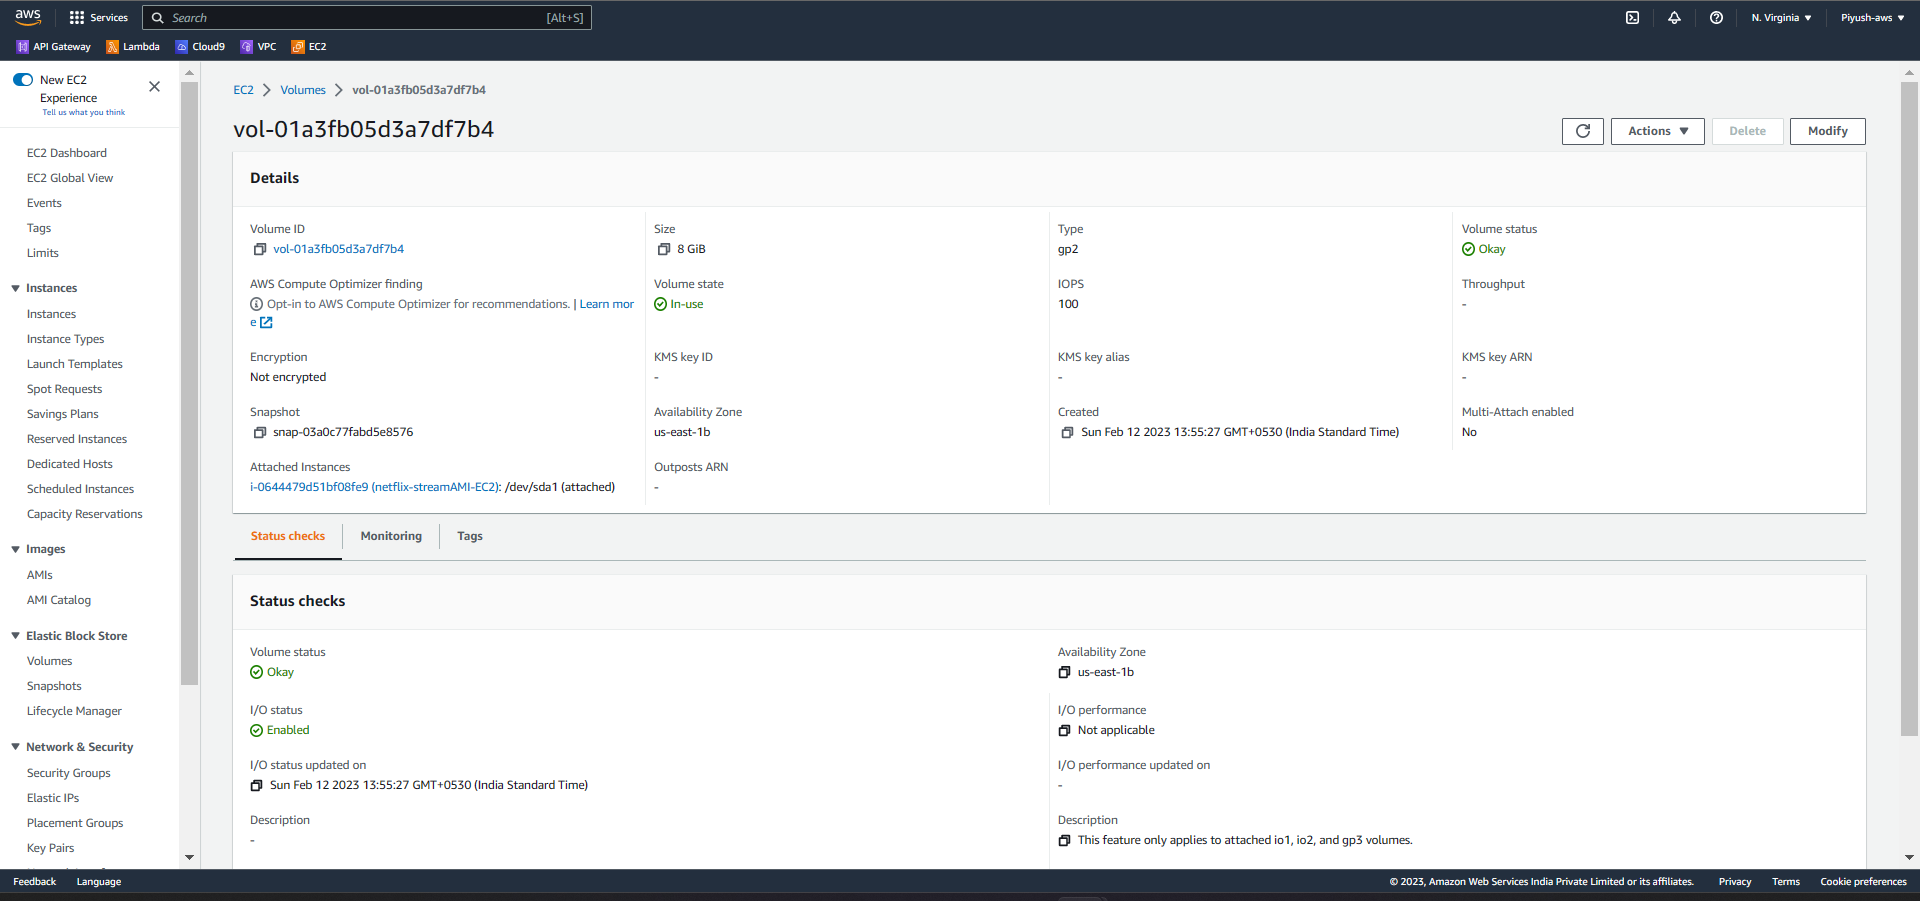 aws
Services
Search
[Alt+S]
N. Virginia
Piyush-aws
API Gateway
Lambda
Cloud9
VPC
EC2
New EC2
Experience
Tell us what you think
EC2 Dashboard
EC2 Global View
Events
Tags
Limits
Instances
Instances
Instance Types
Launch Templates
Spot Requests
Savings Plans
Reserved Instances
Dedicated Hosts
Scheduled Instances
Capacity Reservations
Images
AMIs
AMI Catalog
Elastic Block Store
Volumes
Snapshots
Lifecycle Manager
Network & Security
Security Groups
Elastic IPs
Placement Groups
Key Pairs
EC2 > Volumes > vol-01a3fb05d3a7df7b4
vol-01a3fb05d3a7df7b4
Actions
Delete
Modify
Details
Volume ID
vol-01a3fb05d3a7df7b4
Size
8 GiB
Type
gp2
Volume status
Okay
AWS Compute Optimizer finding
Opt-in to AWS Compute Optimizer for recommendations. | Learn mor
e
Volume state
In-use
IOPS
100
Throughput
-
Encryption
Not encrypted
KMS key ID
-
KMS key alias
-
KMS key ARN
-
Snapshot
snap-03a0c77fabd5e8576
Availability Zone
us-east-1b
Created
Sun Feb 12 2023 13:55:27 GMT+0530 (India Standard Time)
Multi-Attach enabled
No
Attached Instances
i-0644479d51bf08fe9 (netflix-streamAMI-EC2): /dev/sda1 (attached)
Outposts ARN
-
Status checks
Monitoring
Tags
Status checks
Volume status
Okay
Availability Zone
us-east-1b
I/O status
Enabled
I/O performance
Not applicable
I/O status updated on
Sun Feb 12 2023 13:55:27 GMT+0530 (India Standard Time)
I/O performance updated on
-
Description
-
Description
This feature only applies to attached io1, io2, and gp3 volumes.
Feedback
Language
© 2023, Amazon Web Services India Private Limited or its affiliates.
Privacy
Terms
Cookie preferences